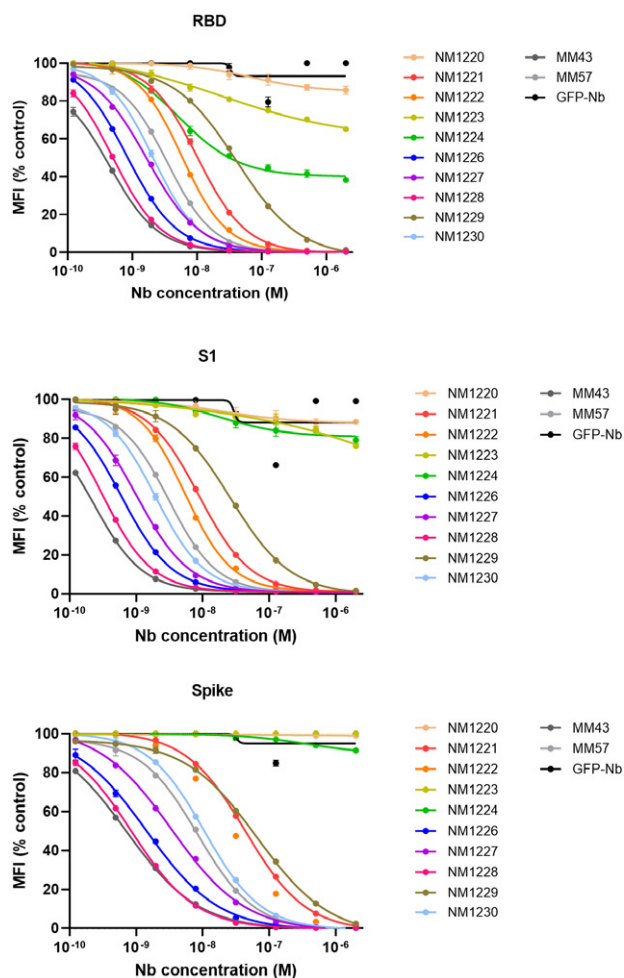 RBD
MFI (% control)
100
80
60
40
20
0
10⁻¹⁰
10⁻⁹
10⁻⁸
10⁻⁷
10⁻⁶
Nb concentration (M)
NM1220
NM1221
NM1222
NM1223
NM1224
NM1226
NM1227
NM1228
NM1229
NM1230
MM43
MM57
GFP-Nb
S1
MFI (% control)
100
80
60
40
20
0
10⁻¹⁰
10⁻⁹
10⁻⁸
10⁻⁷
10⁻⁶
Nb concentration (M)
NM1220
NM1221
NM1222
NM1223
NM1224
NM1226
NM1227
NM1228
NM1229
NM1230
MM43
MM57
GFP-Nb
Spike
MFI (% control)
100
80
60
40
20
0
10⁻¹⁰
10⁻⁹
10⁻⁸
10⁻⁷
10⁻⁶
Nb concentration (M)
NM1220
NM1221
NM1222
NM1223
NM1224
NM1226
NM1227
NM1228
NM1229
NM1230
MM43
MM57
GFP-Nb